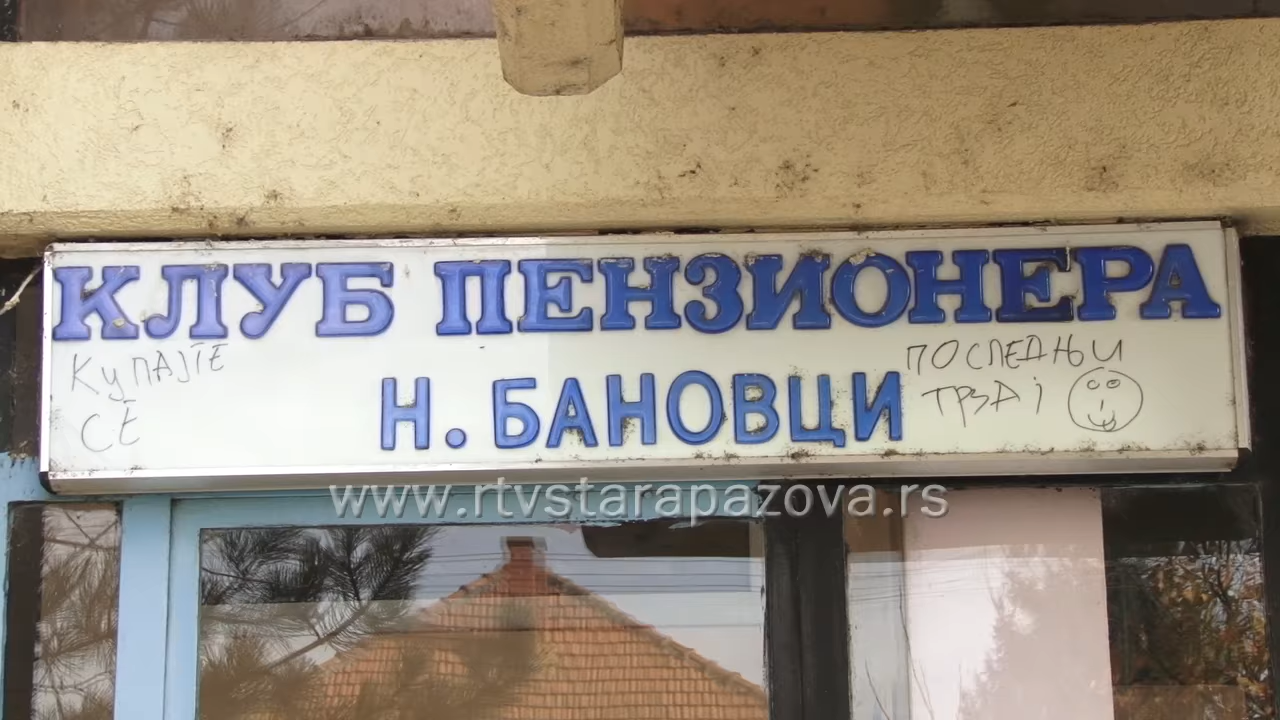 КЛУБ ПЕНЗИОНЕРА
КУПАЈТЕ
СЕ
Н. БАНОВЦИ
ПОСЛЕДЊИ
ТРЗАЈ
www.rtvstarapazova.rs